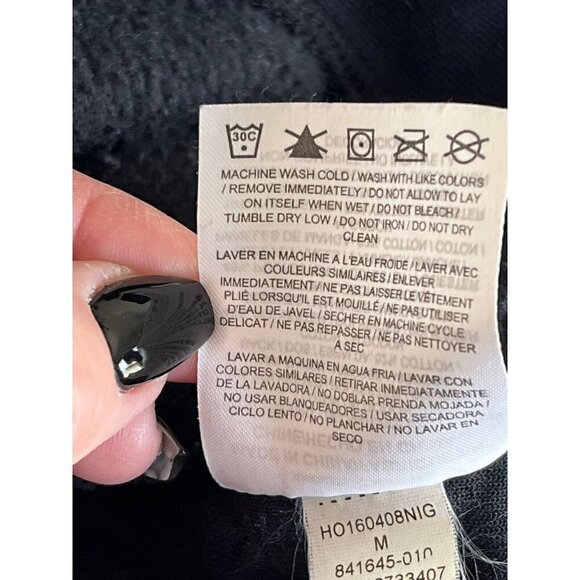 30C
MACHINE WASH COLD / WASH WITH LIKE COLORS
/ REMOVE IMMEDIATELY / DO NOT ALLOW TO LAY
ON ITSELF WHEN WET / DO NOT BLEACH /
TUMBLE DRY LOW / DO NOT IRON / DO NOT DRY
CLEAN
LAVER EN MACHINE A L'EAU FROIDE / LAVER AVEC
COULEURS SIMILAIRES / ENLEVER
IMMEDIATEMENT / NE PAS LAISSER LE VÊTEMENT
PLIÉ LORSQU'IL EST MOUILLÉ / NE PAS UTILISER
D'EAU DE JAVEL / SECHER EN MACHINE CYCLE
DELICAT / NE PAS REPASSER / NE PAS NETTOYER
A SEC
LAVAR A MAQUINA EN AGUA FRIA / LAVAR CON
COLORES SIMILARES / RETIRAR INMEDIATAMENTE
DE LA LAVADORA / NO DOBLAR PRENDA MOJADA /
NO USAR BLANQUEADORES / USAR SECADORA
CICLO LENTO / NO PLANCHAR / NO LAVAR EN
SECO
HO160408NIG
M
841645-010
733407